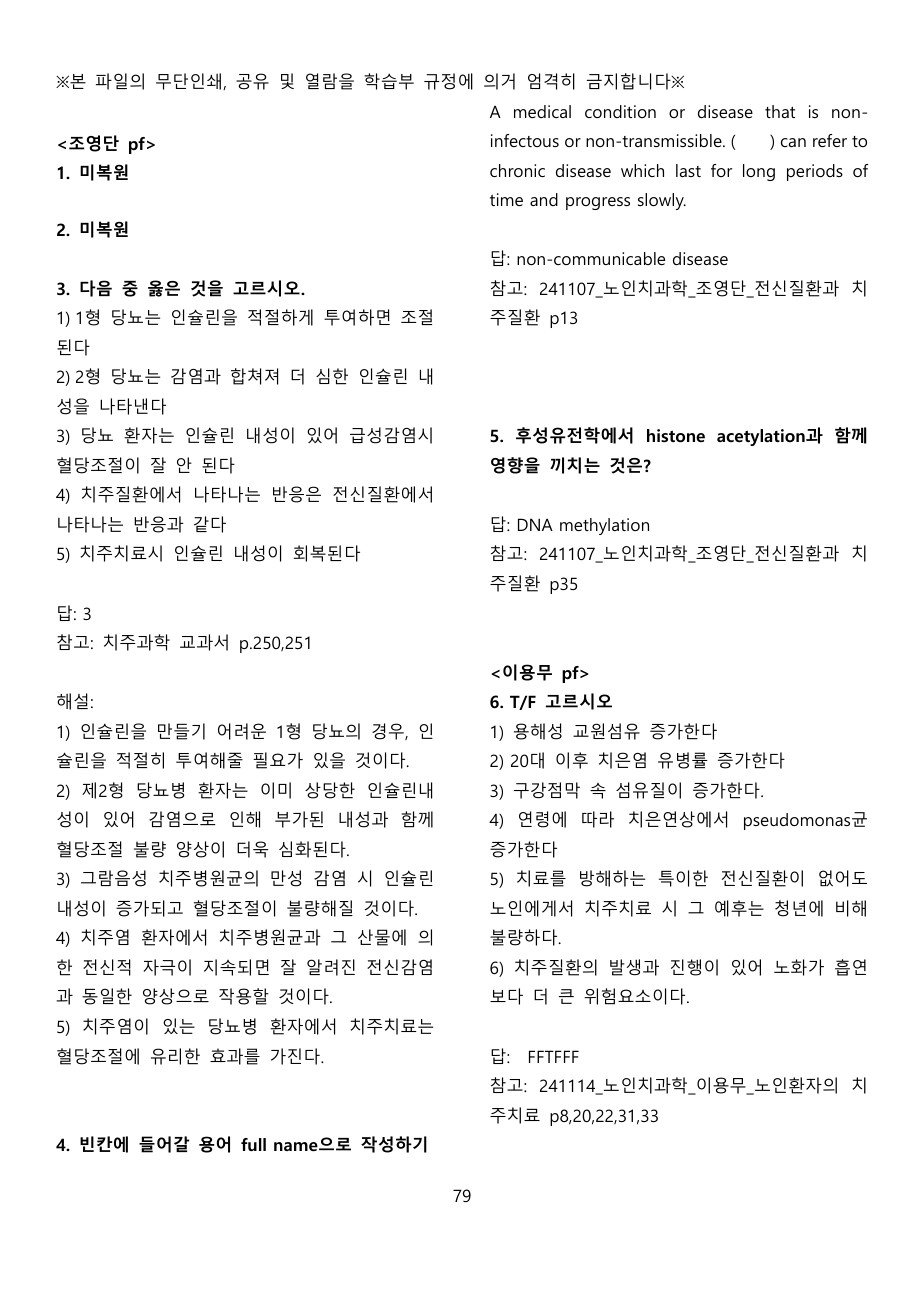 ※본 파일의 무단인쇄, 공유 및 열람을 학습부 규정에 의거 엄격히 금지합니다※
<조영단 pf>
1. 미복원
2. 미복원
3. 다음 중 옳은 것을 고르시오.
1) 1형 당뇨는 인슐린을 적절하게 투여하면 조절
된다
2) 2형 당뇨는 감염과 합쳐져 더 심한 인슐린 내
성을 나타낸다
3) 당뇨 환자는 인슐린 내성이 있어 급성감염시
혈당조절이 잘 안 된다
4) 치주질환에서 나타나는 반응은 전신질환에서
나타나는 반응과 같다
5) 치주치료시 인슐린 내성이 회복된다
답: 3
참고: 치주과학 교과서 p.250,251
해설:
1) 인슐린을 만들기 어려운 1형 당뇨의 경우, 인
슐린을 적절히 투여해줄 필요가 있을 것이다.
2) 제2형 당뇨병 환자는 이미 상당한 인슐린내
성이 있어 감염으로 인해 부가된 내성과 함께
혈당조절 불량 양상이 더욱 심화된다.
3) 그람음성 치주병원균의 만성 감염 시 인슐린
내성이 증가되고 혈당조절이 불량해질 것이다.
4) 치주염 환자에서 치주병원균과 그 산물에 의
한 전신적 자극이 지속되면 잘 알려진 전신감염
과 동일한 양상으로 작용할 것이다.
5) 치주염이 있는 당뇨병 환자에서 치주치료는
혈당조절에 유리한 효과를 가진다.
4. 빈칸에 들어갈 용어 full name으로 작성하기
A medical condition or disease that is non-
infectous or non-transmissible. (    ) can refer to
chronic disease which last for long periods of
time and progress slowly.
답: non-communicable disease
참고: 241107_노인치과학_조영단_전신질환과 치
주질환 p13
5. 후성유전학에서 histone acetylation과 함께
영향을 끼치는 것은?
답: DNA methylation
참고: 241107_노인치과학_조영단_전신질환과 치
주질환 p35
<이용무 pf>
6. T/F 고르시오
1) 용해성 교원섬유 증가한다
2) 20대 이후 치은염 유병률 증가한다
3) 구강점막 속 섬유질이 증가한다.
4) 연령에 따라 치은연상에서 pseudomonas균
증가한다
5) 치료를 방해하는 특이한 전신질환이 없어도
노인에게서 치주치료 시 그 예후는 청년에 비해
불량하다.
6) 치주질환의 발생과 진행이 있어 노화가 흡연
보다 더 큰 위험요소이다.
답: FFTFFF
참고: 241114_노인치과학_이용무_노인환자의 치
주치료 p8,20,22,31,33
79